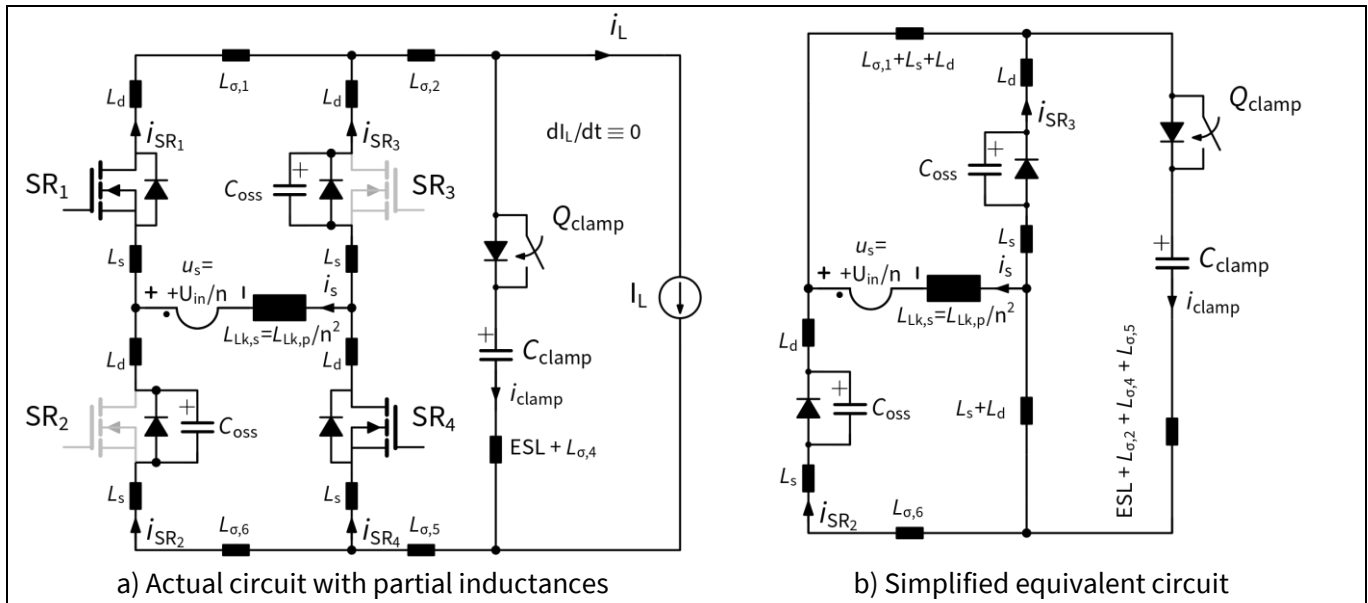 i_L
L_σ,1
L_σ,2
L_d
L_d
i_SR₁
i_SR₃
dI_L/dt ≡ 0
SR₁
+
C_oss
SR₃
Q_clamp
L_s
L_s
u_s=
+U_in/n
i_s
+
L_Lk,s=L_Lk,p/n²
I_L
L_d
L_d
+
C_clamp
SR₂
+
C_oss
SR₄
i_clamp
ESL + L_σ,4
L_s
L_s
i_SR₂
L_σ,6
i_SR₄
L_σ,5
a) Actual circuit with partial inductances
L_σ,1+L_s+L_d
L_d
Q_clamp
i_SR₃
+
C_oss
L_s
u_s=
+U_in/n
i_s
+
L_Lk,s=L_Lk,p/n²
+
C_clamp
i_clamp
L_d
+
C_oss
L_s+L_d
ESL + L_σ,2 + L_σ,4 + L_σ,5
L_s
i_SR₂
L_σ,6
b) Simplified equivalent circuit